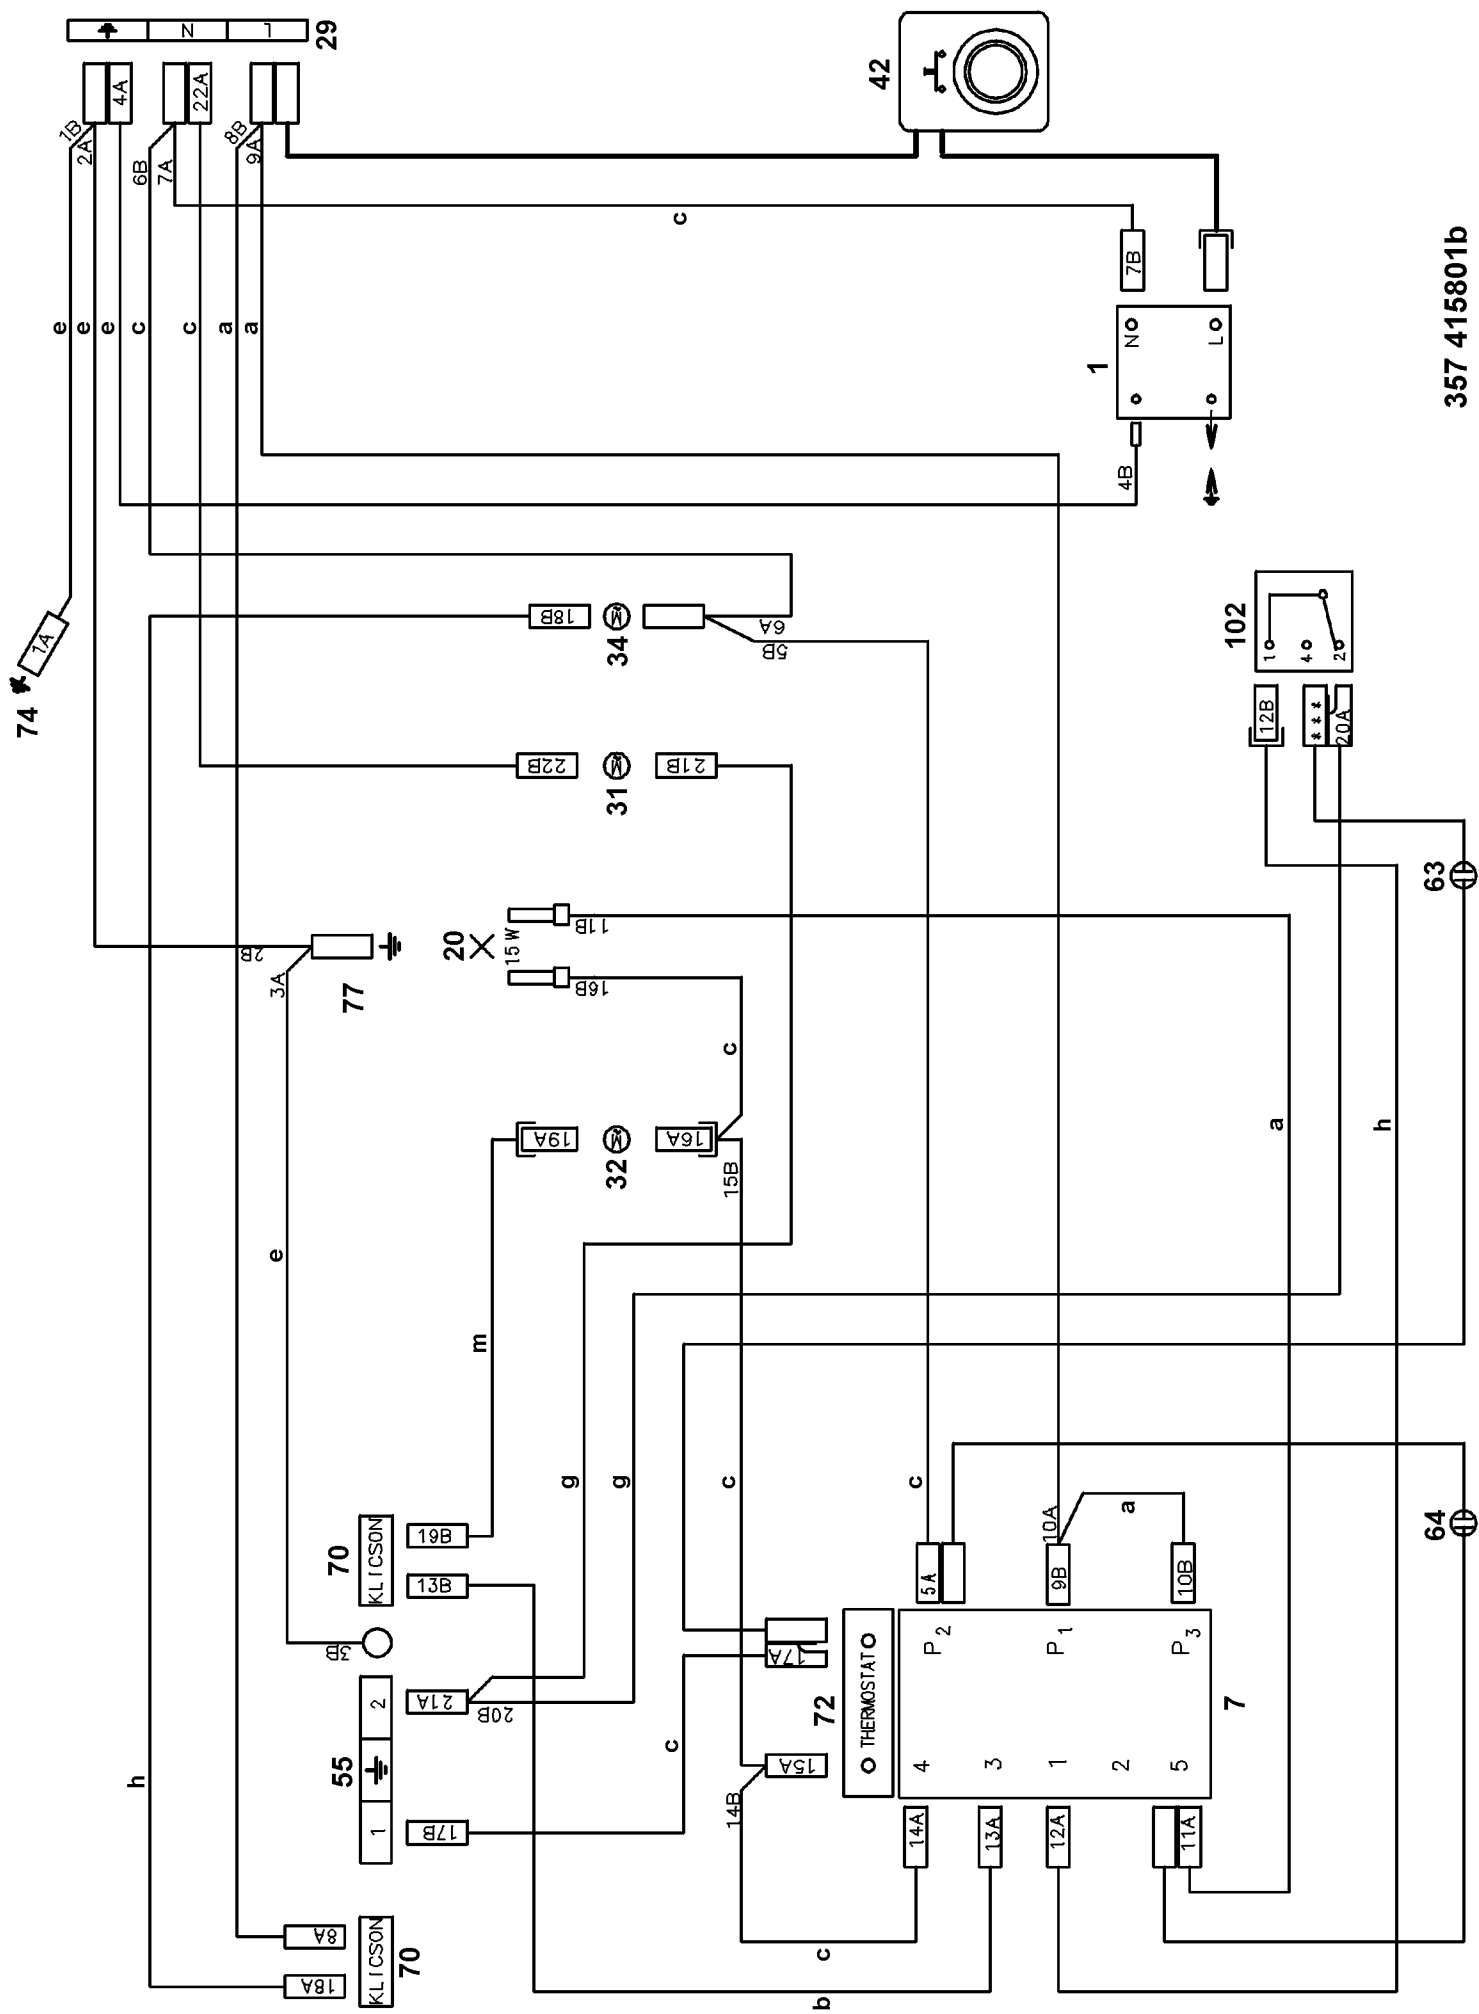 N
L
29
4A
22A
42
1B
2A
6B
7A
8B
9A
c
7B
e
e
e
c
c
a
a
N
L
1
4B
357 415801b
1A
74
18B
M
34
6A
5B
102
1
4
2
12B
***
20A
22B
M
31
21B
63
2B
3A
77
20
15 W
11B
16B
c
19A
M
32
16A
15B
e
a
h
m
g
g
c
c
70
KLICSON
19B
13B
3B
5A
10A
9B
a
10B
64
55
1
2
21A
20B
17B
c
17A
72
THERMOSTATO
15A
14B
P2
P1
P3
4
3
1
2
5
7
14A
13A
12A
11A
h
8A
18A
KLICSON
70
c
b